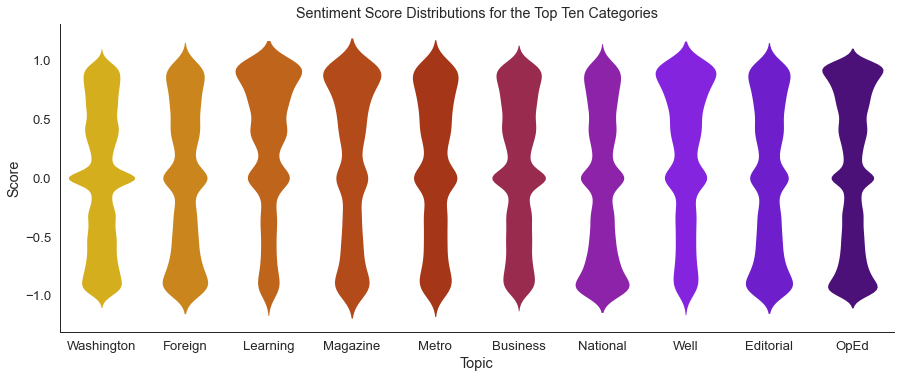 Sentiment Score Distributions for the Top Ten Categories
Score
1.0
0.5
0.0
−0.5
−1.0
Washington Foreign Learning Magazine Metro Business National Well Editorial OpEd
Topic